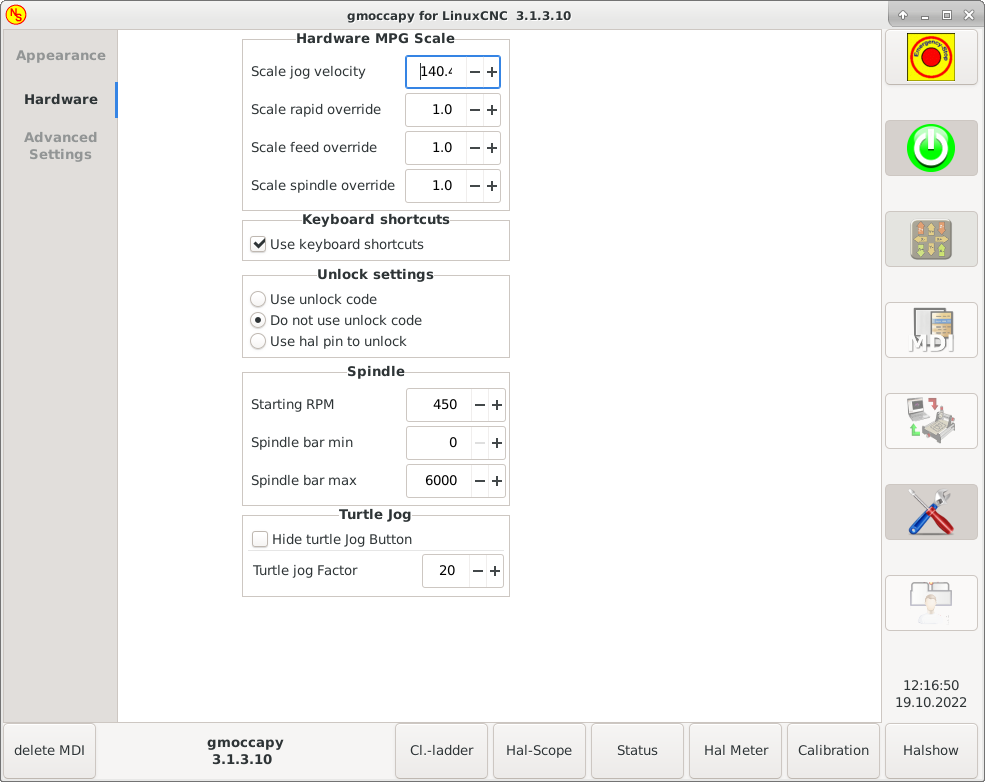 gmoccapy for LinuxCNC  3.1.3.10
Appearance
Hardware
Advanced
Settings
Hardware MPG Scale
Scale jog velocity 140.4
Scale rapid override 1.0
Scale feed override 1.0
Scale spindle override 1.0
Keyboard shortcuts
Use keyboard shortcuts
Unlock settings
Use unlock code
Do not use unlock code
Use hal pin to unlock
Spindle
Starting RPM 450
Spindle bar min 0
Spindle bar max 6000
Turtle Jog
Hide turtle Jog Button
Turtle jog Factor 20
Emergency-Stop
MDI
12:16:50
19.10.2022
delete MDI
gmoccapy
3.1.3.10
Cl.-ladder
Hal-Scope
Status
Hal Meter
Calibration
Halshow